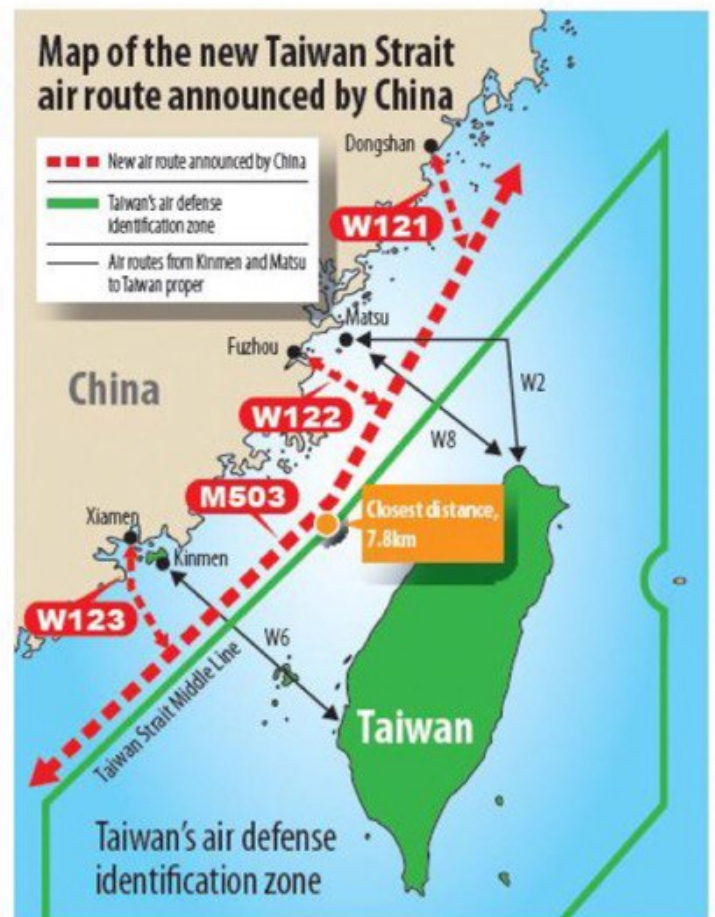 Map of the new Taiwan Strait
air route announced by China
New air route announced by China
Taiwan's air defense
identification zone
Air routes from Kinmen and Matsu
to Taiwan proper
Dongshan
W121
Matsu
Fuzhou
China
W2
W122
W8
M503
Closest distance,
7.8km
Xiamen
Kinmen
W123
W6
Taiwan Strait Middle Line
Taiwan
Taiwan's air defense
identification zone